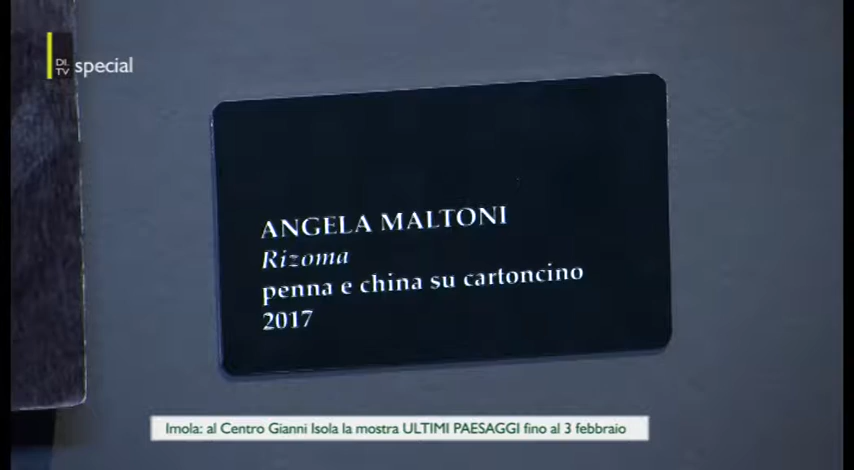 DI.
TV special
ANGELA MALTONI
Rizoma
penna e china su cartoncino
2017
Imola: al Centro Gianni Isola la mostra ULTIMI PAESAGGI fino al 3 febbraio